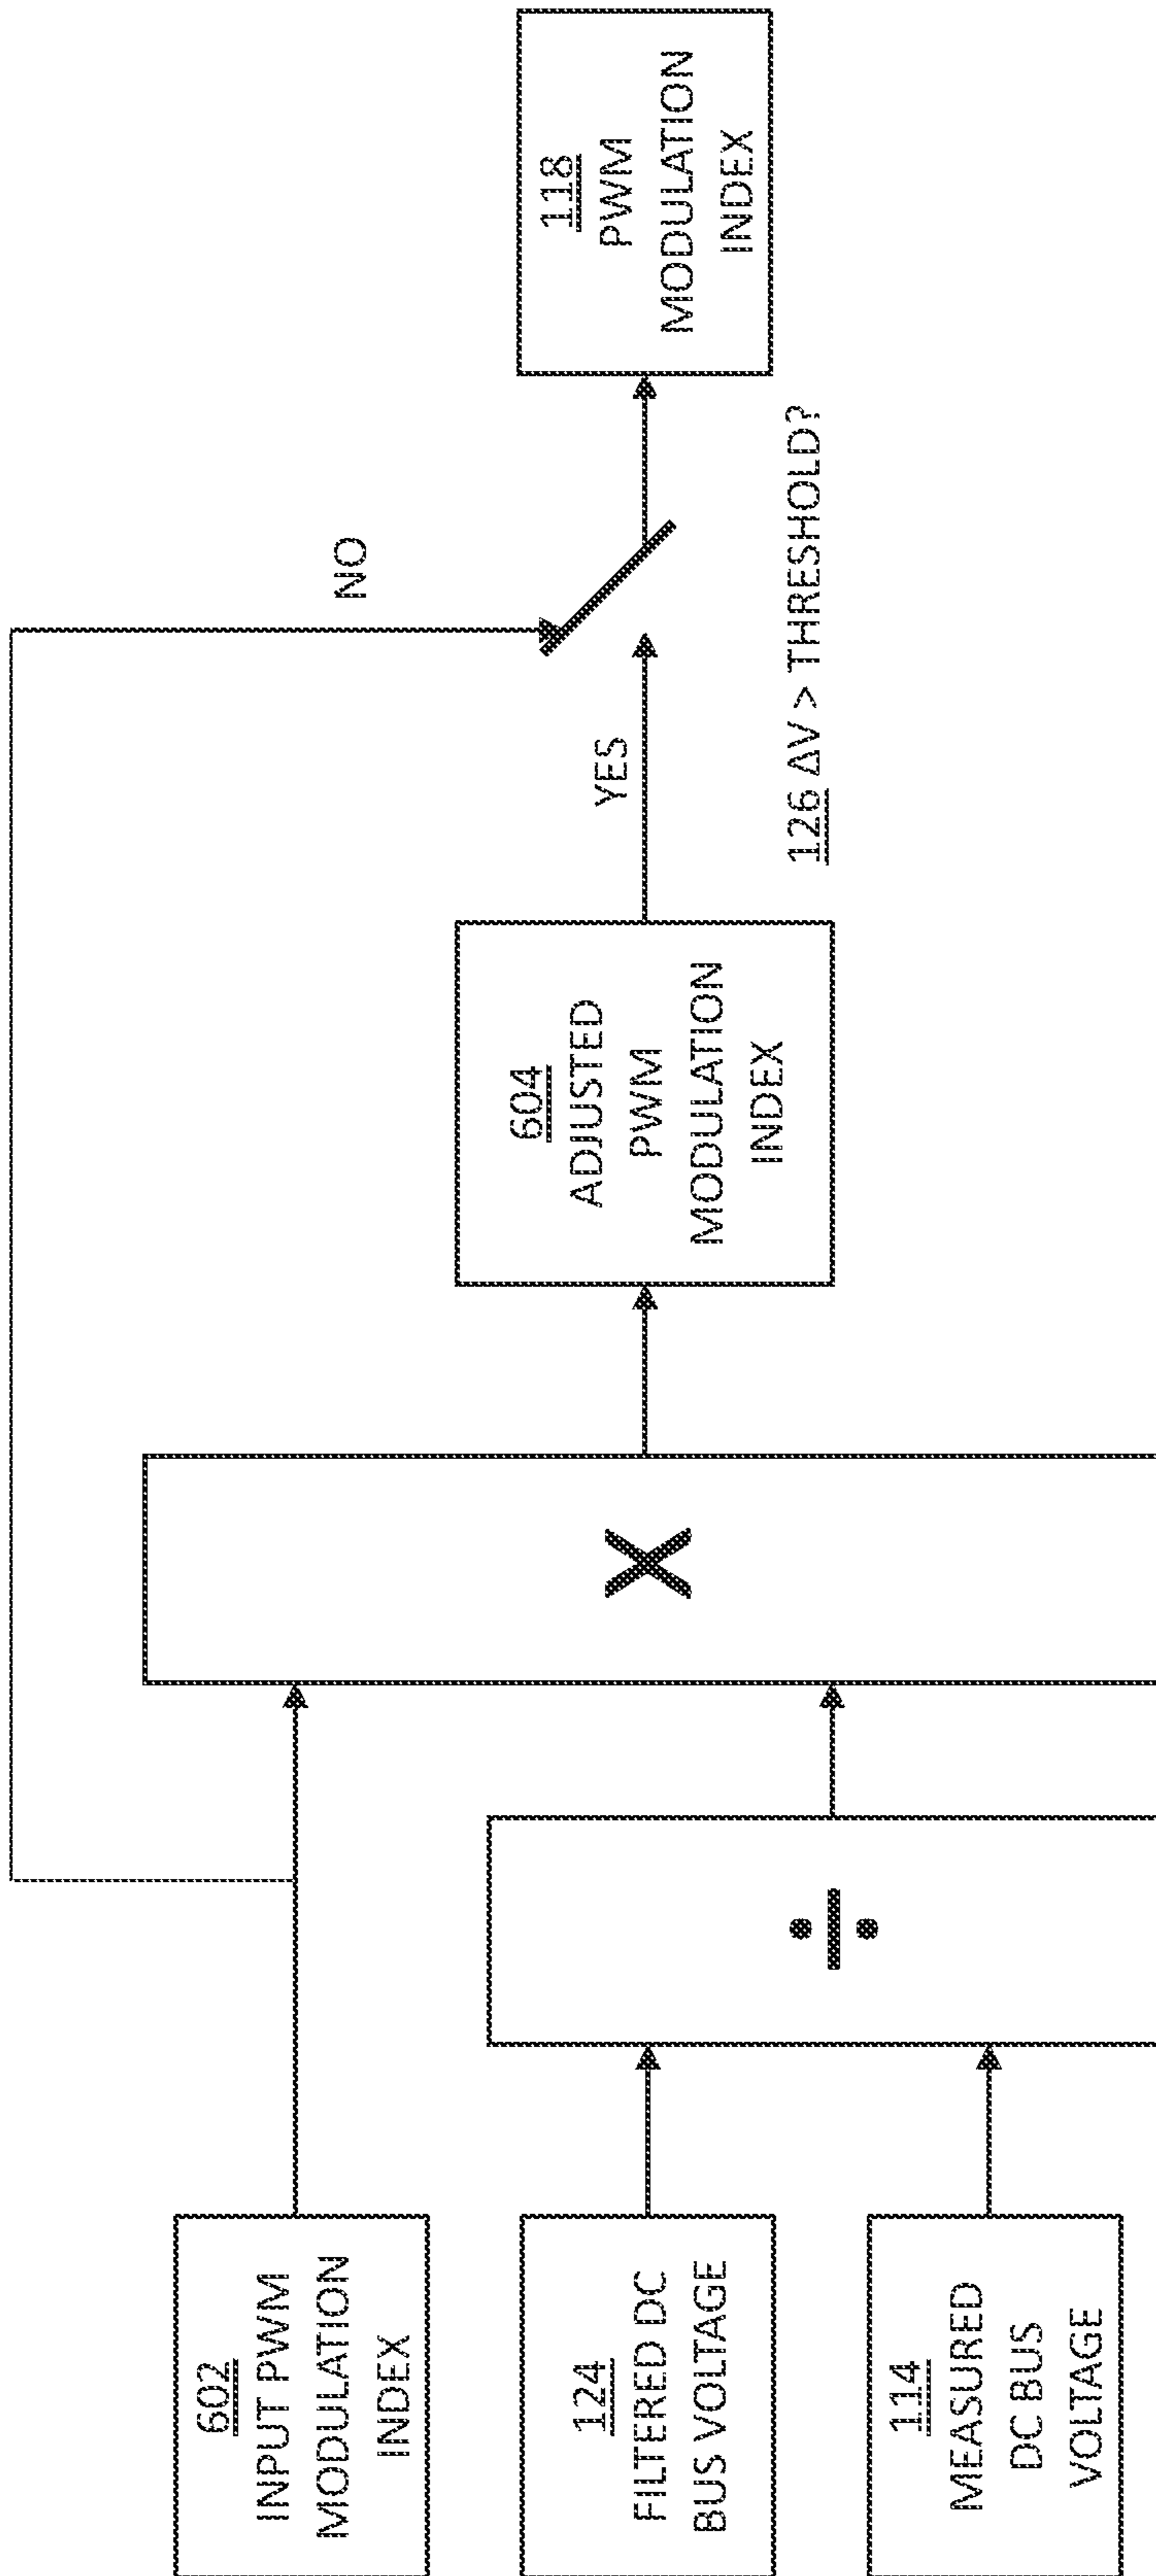 602
INPUT PWM
MODULATION
INDEX
124
FILTERED DC
BUS VOLTAGE
114
MEASURED
DC BUS
VOLTAGE
÷
X
604
ADJUSTED
PWM
MODULATION
INDEX
YES
NO
126 ΔV > THRESHOLD?
118
PWM
MODULATION
INDEX